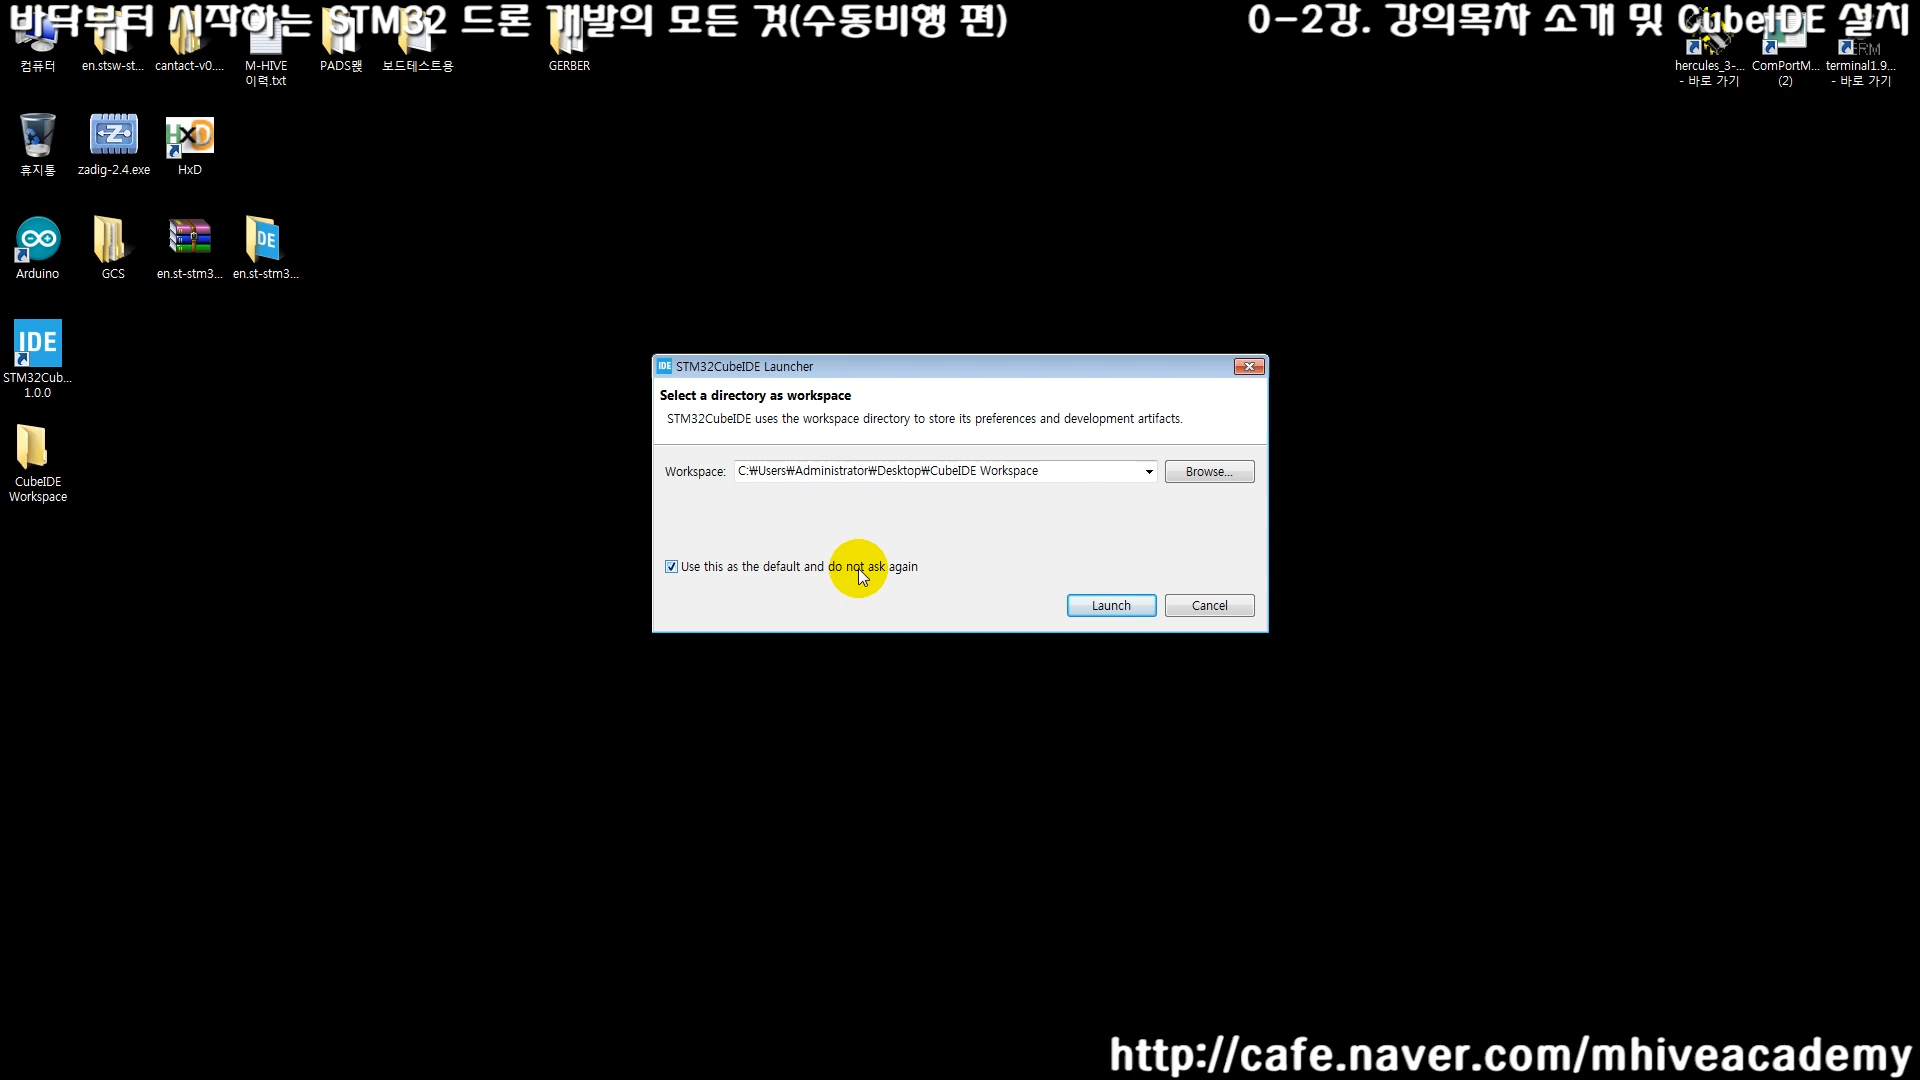 바닥부터 시작하는 STM32 드론 개발의 모든 것(수동비행 편)
0-2강. 강의목차 소개 및 CubeIDE 설치
컴퓨터
en.stsw-st...
cantact-v0....
M-HIVE
이력.txt
보드테스트용
GERBER
hercules_3-...
- 바로 가기
ComPortM...
(2)
terminal1.9...
- 바로 가기
휴지통
zadig-2.4.exe
HxD
Arduino
GCS
en.st-stm3...
en.st-stm3...
IDE
STM32Cub...
1.0.0
CubeIDE
Workspace
IDE STM32CubeIDE Launcher
Select a directory as workspace
STM32CubeIDE uses the workspace directory to store its preferences and development artifacts.
Workspace: C:₩Users₩Administrator₩Desktop₩CubeIDE Workspace
Browse...
Use this as the default and do not ask again
Launch
Cancel
http://cafe.naver.com/mhiveacademy